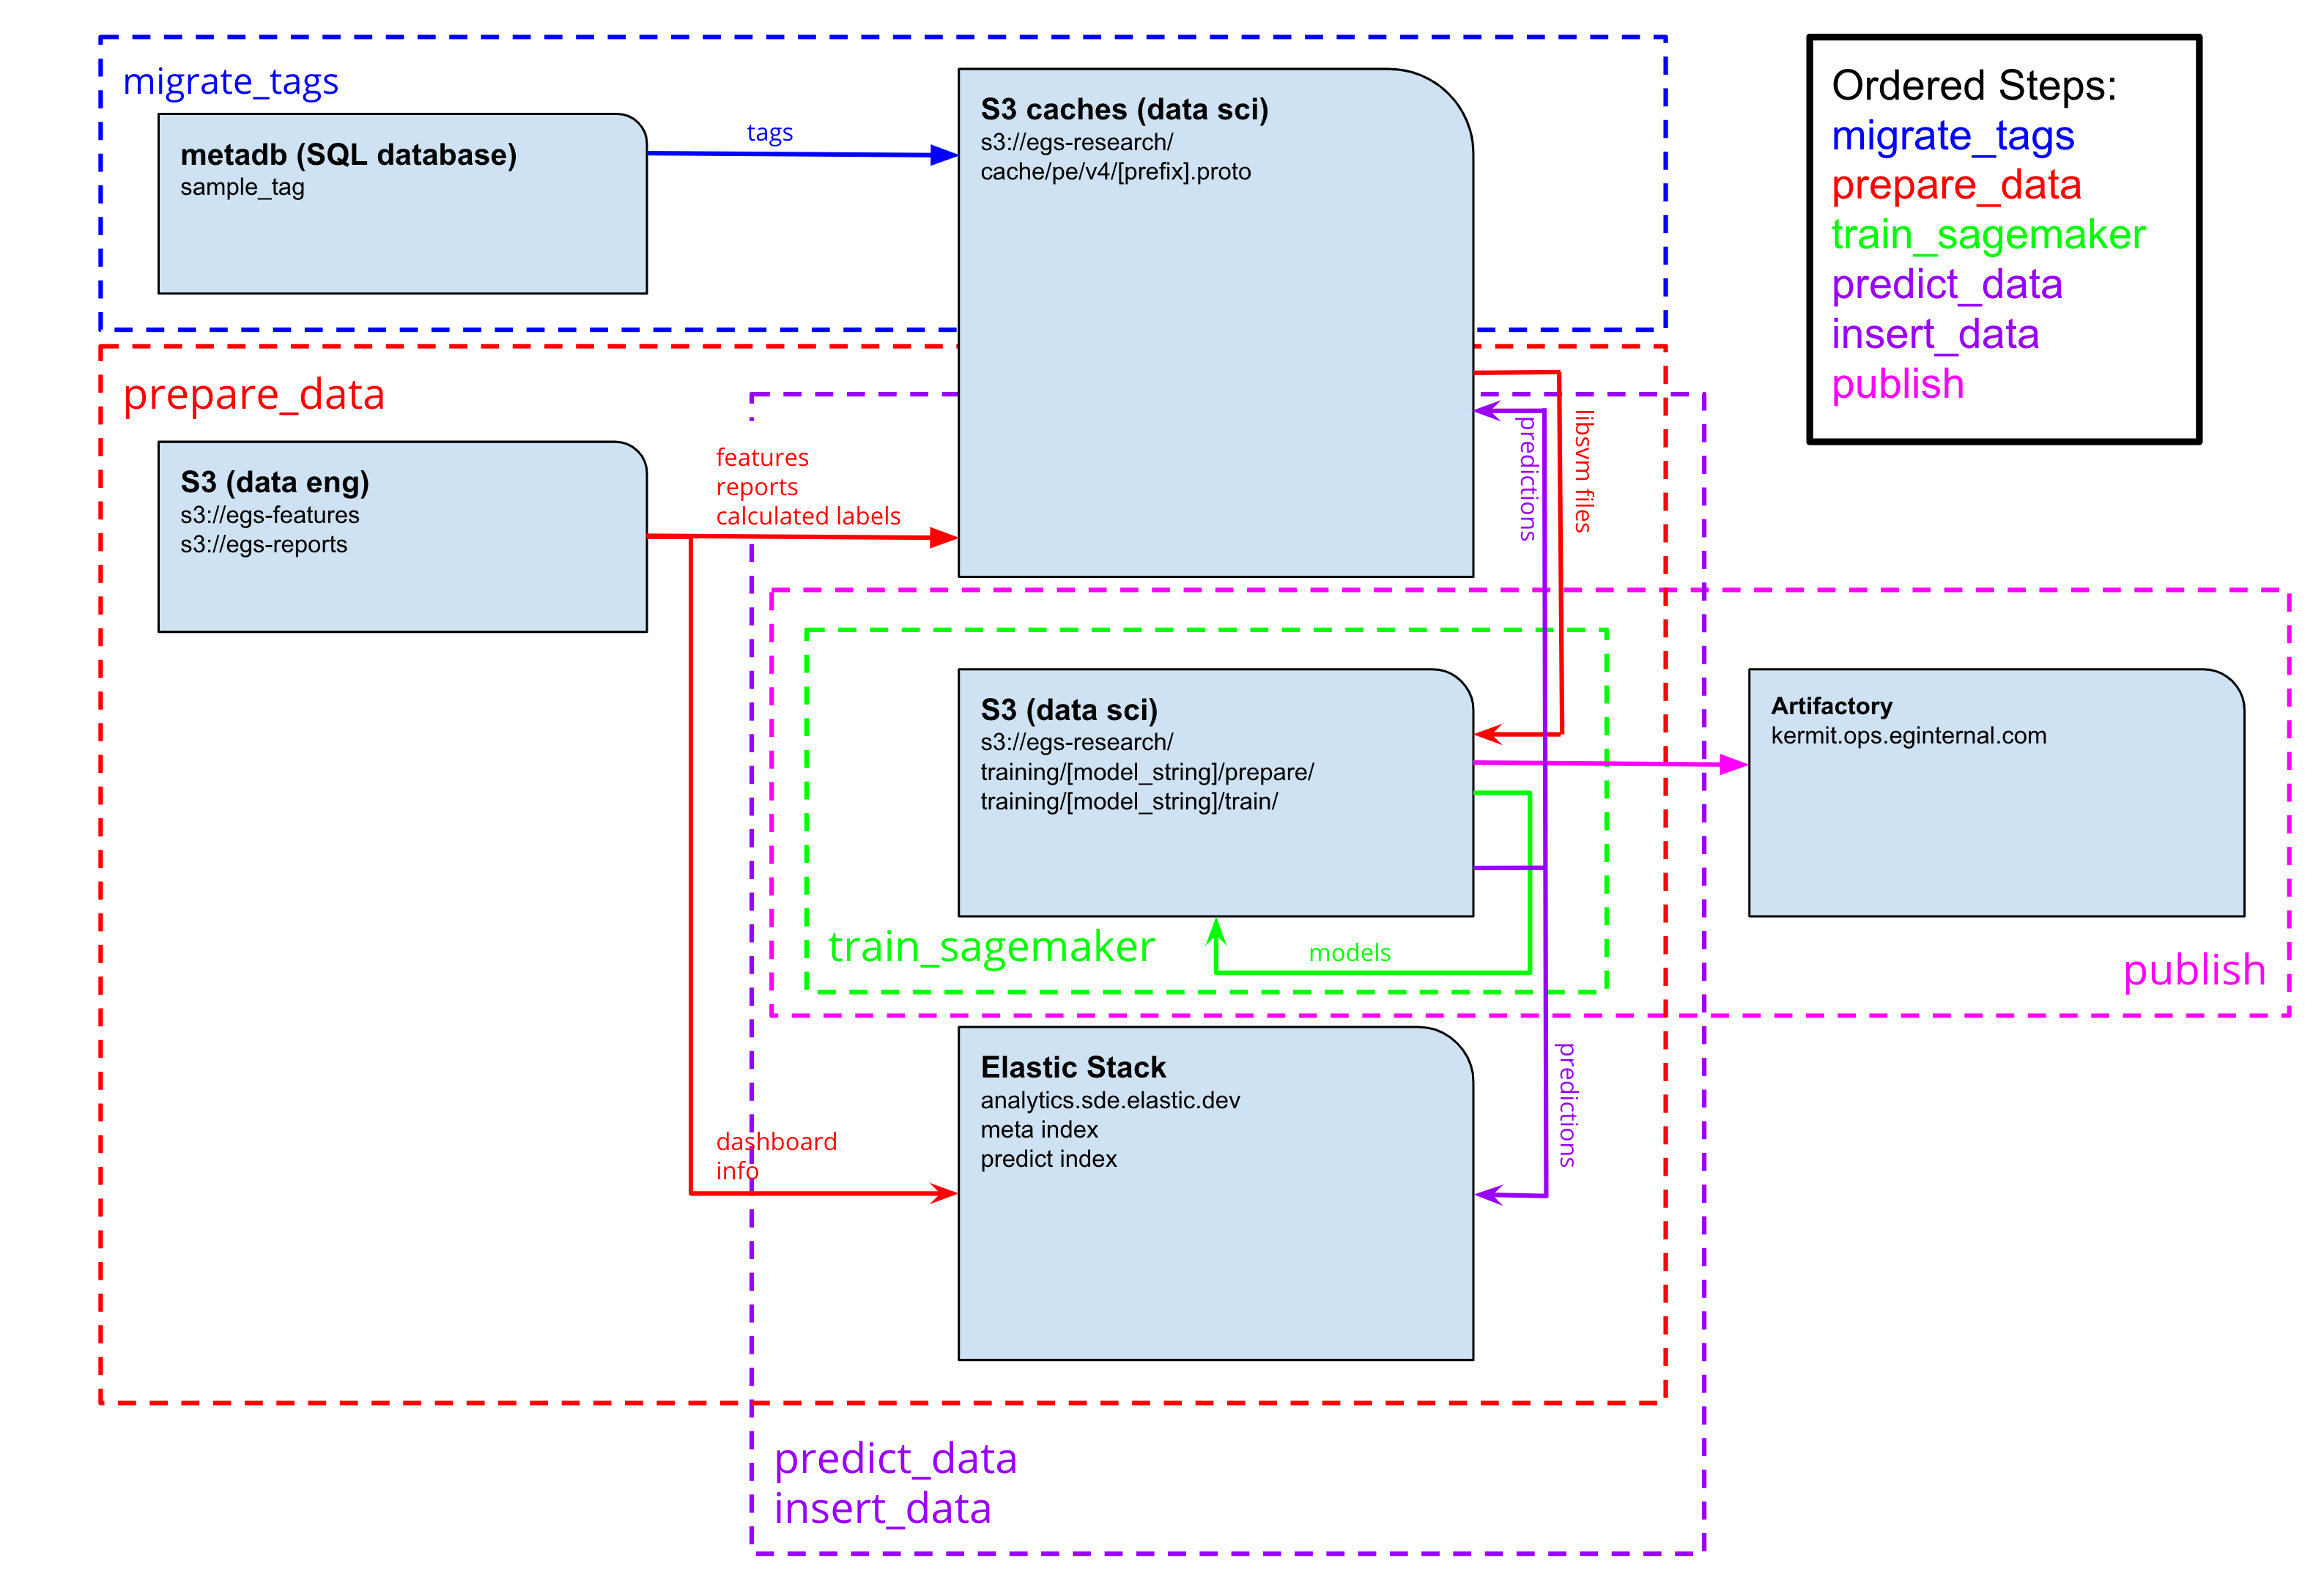 migrate_tags
metadb (SQL database)
sample_tag
tags
S3 caches (data sci)
s3://egs-research/
cache/pe/v4/[prefix].proto
Ordered Steps:
migrate_tags
prepare_data
train_sagemaker
predict_data
insert_data
publish
prepare_data
S3 (data eng)
s3://egs-features
s3://egs-reports
features
reports
calculated labels
predictions
libsvm files
S3 (data sci)
s3://egs-research/
training/[model_string]/prepare/
training/[model_string]/train/
Artifactory
kermit.ops.eginternal.com
train_sagemaker
models
publish
Elastic Stack
analytics.sde.elastic.dev
meta index
predict index
predictions
dashboard
info
predict_data
insert_data